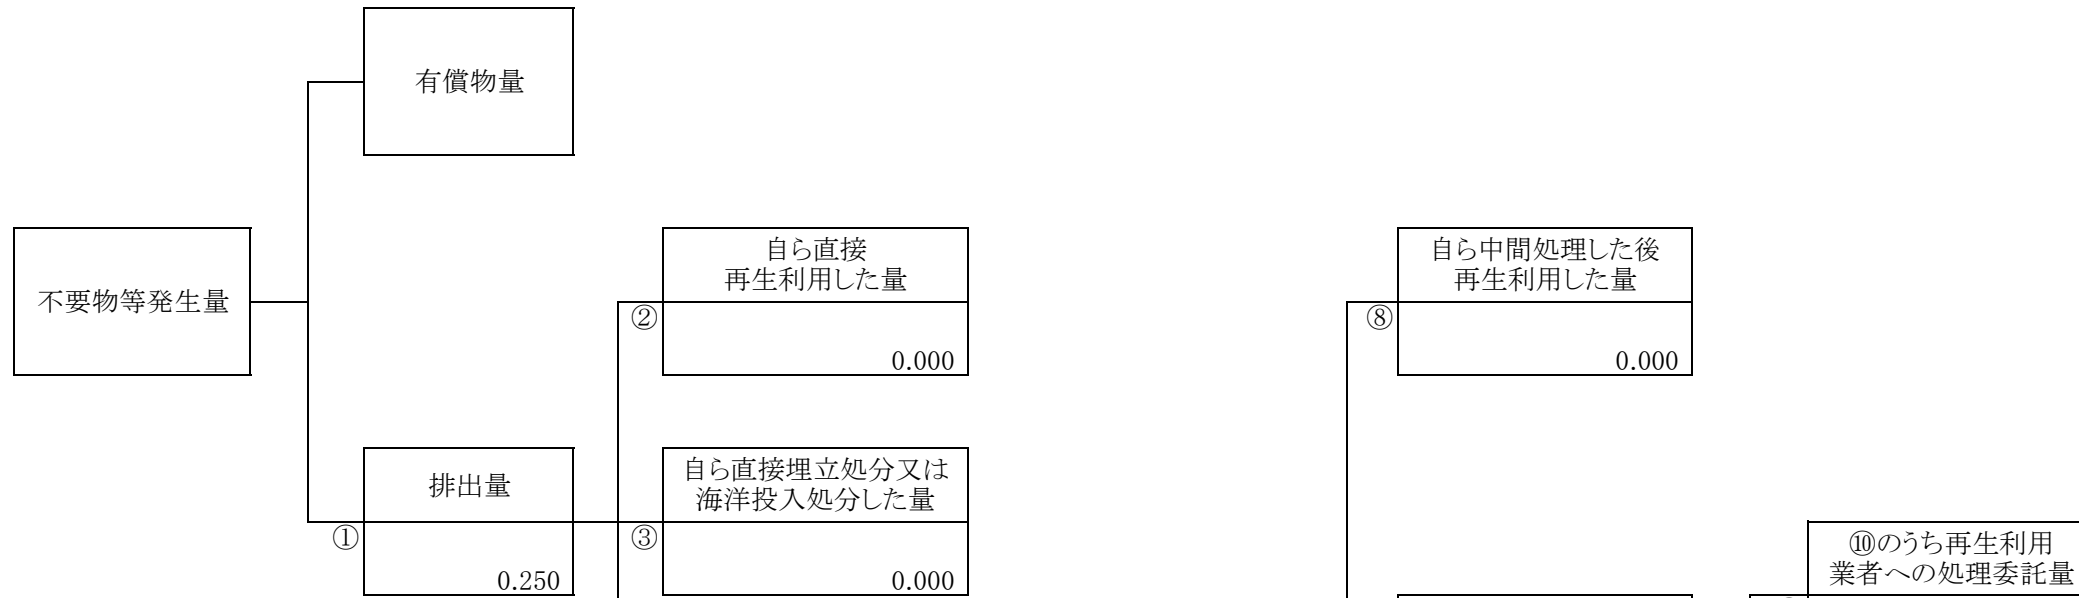 有償物量
不要物等発生量
自ら直接
再生利用した量
②
0.000
自ら中間処理した後
再生利用した量
⑧
0.000
排出量
①
0.250
自ら直接埋立処分又は
海洋投入処分した量
③
0.000
⑩のうち再生利用
業者への処理委託量